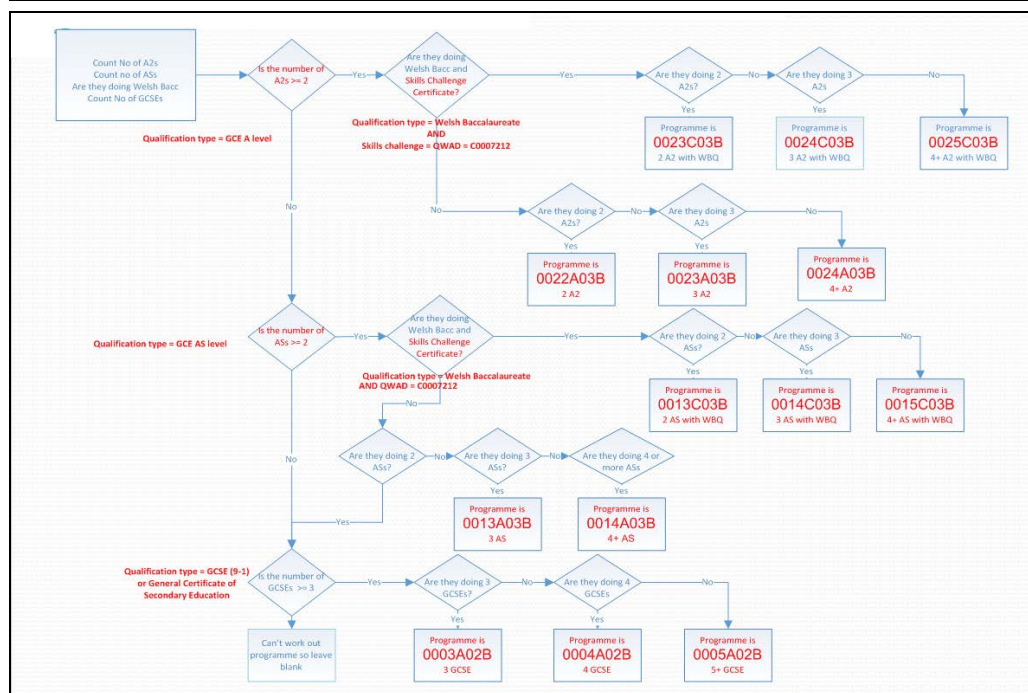 Count No of A2s
Count no of ASs
Are they doing Welsh Bacc
Count No of GCSEs
Is the number of
A2s >= 2
Yes
Are they doing
Welsh Bacc and
Skills Challenge
Certificate?
Yes
Are they doing 2
A2s?
No
Are they doing 3
A2s
No
Yes
Yes
Qualification type = GCE A level
Qualification type = Welsh Baccalaureate
AND
Skills challenge = QWAD = C0007212
Programme is
0023C03B
2 A2 with WBQ
Programme is
0024C03B
3 A2 with WBQ
Programme is
0025C03B
4+ A2 with WBQ
No
No
Are they doing 2
A2s?
No
Are they doing 3
A2s
No
Yes
Yes
Programme is
0022A03B
2 A2
Programme is
0023A03B
3 A2
Programme is
0024A03B
4+ A2
Qualification type = GCE AS level
Is the number of
ASs >= 2
Yes
Are they doing
Welsh Bacc and
Skills Challenge
Certificate?
Yes
Are they doing 2
ASs?
No
Are they doing 3
ASs
No
Yes
Yes
Qualification type = Welsh Baccalaureate
AND QWAD = C0007212
Programme is
0013C03B
2 AS with WBQ
Programme is
0014C03B
3 AS with WBQ
Programme is
0015C03B
4+ AS with WBQ
No
No
Are they doing 2
ASs?
No
Are they doing 3
ASs?
No
Are they doing 4 or
more ASs
Yes
Yes
Yes
Programme is
0013A03B
3 AS
Programme is
0014A03B
4+ AS
Qualification type = GCSE (9-1)
or General Certificate of
Secondary Education
Is the number of
GCSEs >= 3
Yes
Are they doing 3
GCSEs?
No
Are they doing 4
GCSEs
No
Yes
Yes
Can't work out
programme so leave
blank
Programme is
0003A02B
3 GCSE
Programme is
0004A02B
4 GCSE
Programme is
0005A02B
5+ GCSE